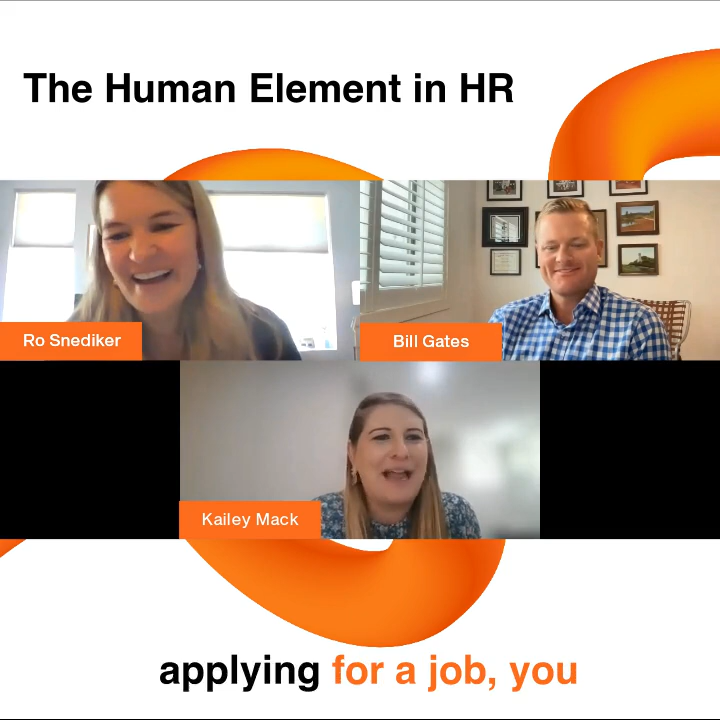 The Human Element in HR
Ro Snediker
Bill Gates
Kailey Mack
applying for a job, you